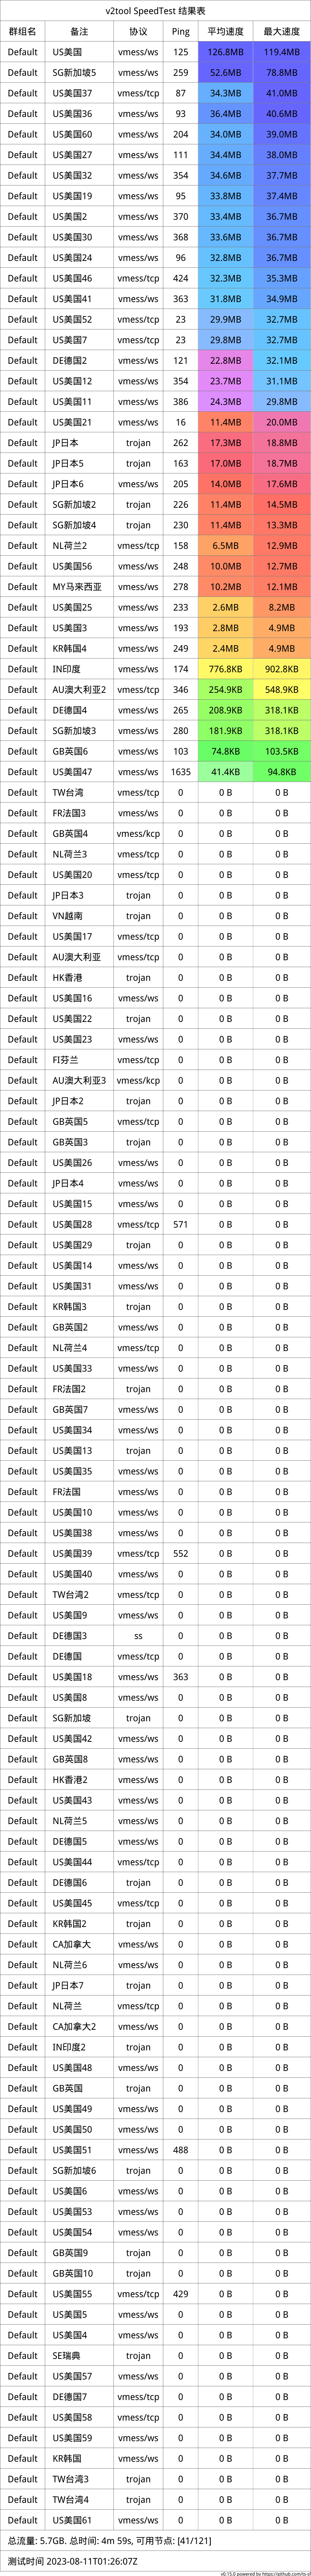 v2tool SpeedTest 结果表
群组名 备注 协议 Ping 平均速度 最大速度
Default US美国 vmess/ws 125 126.8MB 119.4MB
Default SG新加坡5 vmess/ws 259 52.6MB 78.8MB
Default US美国37 vmess/tcp 87 34.3MB 41.0MB
Default US美国36 vmess/ws 93 36.4MB 40.6MB
Default US美国60 vmess/ws 204 34.0MB 39.0MB
Default US美国27 vmess/ws 111 34.4MB 38.0MB
Default US美国32 vmess/ws 354 34.6MB 37.7MB
Default US美国19 vmess/ws 95 33.8MB 37.4MB
Default US美国2 vmess/ws 370 33.4MB 36.7MB
Default US美国30 vmess/ws 368 33.6MB 36.7MB
Default US美国24 vmess/ws 96 32.8MB 36.7MB
Default US美国46 vmess/tcp 424 32.3MB 35.3MB
Default US美国41 vmess/ws 363 31.8MB 34.9MB
Default US美国52 vmess/tcp 23 29.9MB 32.7MB
Default US美国7 vmess/tcp 23 29.8MB 32.7MB
Default DE德国2 vmess/ws 121 22.8MB 32.1MB
Default US美国12 vmess/ws 354 23.7MB 31.1MB
Default US美国11 vmess/ws 386 24.3MB 29.8MB
Default US美国21 vmess/ws 16 11.4MB 20.0MB
Default JP日本 trojan 262 17.3MB 18.8MB
Default JP日本5 trojan 163 17.0MB 18.7MB
Default JP日本6 vmess/ws 205 14.0MB 17.6MB
Default SG新加坡2 trojan 226 11.4MB 14.5MB
Default SG新加坡4 trojan 230 11.4MB 13.3MB
Default NL荷兰2 vmess/tcp 158 6.5MB 12.9MB
Default US美国56 vmess/ws 248 10.0MB 12.7MB
Default MY马来西亚 vmess/ws 278 10.2MB 12.1MB
Default US美国25 vmess/ws 233 2.6MB 8.2MB
Default US美国3 vmess/ws 193 2.8MB 4.9MB
Default KR韩国4 vmess/ws 249 2.4MB 4.9MB
Default IN印度 vmess/ws 174 776.8KB 902.8KB
Default AU澳大利亚2 vmess/tcp 346 254.9KB 548.9KB
Default DE德国4 vmess/ws 265 208.9KB 318.1KB
Default SG新加坡3 vmess/ws 280 181.9KB 318.1KB
Default GB英国6 vmess/ws 103 74.8KB 103.5KB
Default US美国47 vmess/ws 1635 41.4KB 94.8KB
Default TW台湾 vmess/tcp 0 0 B 0 B
Default FR法国3 vmess/ws 0 0 B 0 B
Default GB英国4 vmess/kcp 0 0 B 0 B
Default NL荷兰3 vmess/tcp 0 0 B 0 B
Default US美国20 vmess/tcp 0 0 B 0 B
Default JP日本3 trojan 0 0 B 0 B
Default VN越南 trojan 0 0 B 0 B
Default US美国17 vmess/tcp 0 0 B 0 B
Default AU澳大利亚 vmess/tcp 0 0 B 0 B
Default HK香港 trojan 0 0 B 0 B
Default US美国16 vmess/ws 0 0 B 0 B
Default US美国22 trojan 0 0 B 0 B
Default US美国23 vmess/ws 0 0 B 0 B
Default FI芬兰 vmess/tcp 0 0 B 0 B
Default AU澳大利亚3 vmess/kcp 0 0 B 0 B
Default JP日本2 trojan 0 0 B 0 B
Default GB英国5 vmess/tcp 0 0 B 0 B
Default GB英国3 trojan 0 0 B 0 B
Default US美国26 vmess/ws 0 0 B 0 B
Default JP日本4 vmess/ws 0 0 B 0 B
Default US美国15 vmess/ws 0 0 B 0 B
Default US美国28 vmess/tcp 571 0 B 0 B
Default US美国29 trojan 0 0 B 0 B
Default US美国14 vmess/ws 0 0 B 0 B
Default US美国31 vmess/ws 0 0 B 0 B
Default KR韩国3 trojan 0 0 B 0 B
Default GB英国2 vmess/ws 0 0 B 0 B
Default NL荷兰4 vmess/tcp 0 0 B 0 B
Default US美国33 vmess/ws 0 0 B 0 B
Default FR法国2 trojan 0 0 B 0 B
Default GB英国7 vmess/ws 0 0 B 0 B
Default US美国34 vmess/ws 0 0 B 0 B
Default US美国13 trojan 0 0 B 0 B
Default US美国35 vmess/ws 0 0 B 0 B
Default FR法国 vmess/ws 0 0 B 0 B
Default US美国10 vmess/ws 0 0 B 0 B
Default US美国38 vmess/ws 0 0 B 0 B
Default US美国39 vmess/tcp 552 0 B 0 B
Default US美国40 vmess/ws 0 0 B 0 B
Default TW台湾2 vmess/tcp 0 0 B 0 B
Default US美国9 vmess/ws 0 0 B 0 B
Default DE德国3 ss 0 0 B 0 B
Default DE德国 vmess/tcp 0 0 B 0 B
Default US美国18 vmess/ws 363 0 B 0 B
Default US美国8 vmess/ws 0 0 B 0 B
Default SG新加坡 trojan 0 0 B 0 B
Default US美国42 vmess/ws 0 0 B 0 B
Default GB英国8 vmess/ws 0 0 B 0 B
Default HK香港2 vmess/ws 0 0 B 0 B
Default US美国43 vmess/ws 0 0 B 0 B
Default NL荷兰5 vmess/ws 0 0 B 0 B
Default DE德国5 vmess/ws 0 0 B 0 B
Default US美国44 vmess/tcp 0 0 B 0 B
Default DE德国6 trojan 0 0 B 0 B
Default US美国45 vmess/tcp 0 0 B 0 B
Default KR韩国2 trojan 0 0 B 0 B
Default CA加拿大 vmess/ws 0 0 B 0 B
Default NL荷兰6 vmess/ws 0 0 B 0 B
Default JP日本7 trojan 0 0 B 0 B
Default NL荷兰 vmess/tcp 0 0 B 0 B
Default CA加拿大2 vmess/ws 0 0 B 0 B
Default IN印度2 trojan 0 0 B 0 B
Default US美国48 vmess/ws 0 0 B 0 B
Default GB英国 trojan 0 0 B 0 B
Default US美国49 vmess/ws 0 0 B 0 B
Default US美国50 vmess/ws 0 0 B 0 B
Default US美国51 vmess/ws 488 0 B 0 B
Default SG新加坡6 trojan 0 0 B 0 B
Default US美国6 vmess/ws 0 0 B 0 B
Default US美国53 vmess/ws 0 0 B 0 B
Default US美国54 vmess/ws 0 0 B 0 B
Default GB英国9 trojan 0 0 B 0 B
Default GB英国10 trojan 0 0 B 0 B
Default US美国55 vmess/tcp 429 0 B 0 B
Default US美国5 vmess/ws 0 0 B 0 B
Default US美国4 vmess/ws 0 0 B 0 B
Default SE瑞典 trojan 0 0 B 0 B
Default US美国57 vmess/ws 0 0 B 0 B
Default DE德国7 vmess/tcp 0 0 B 0 B
Default US美国58 vmess/tcp 0 0 B 0 B
Default US美国59 vmess/ws 0 0 B 0 B
Default KR韩国 vmess/ws 0 0 B 0 B
Default TW台湾3 trojan 0 0 B 0 B
Default TW台湾4 trojan 0 0 B 0 B
Default US美国61 vmess/ws 0 0 B 0 B
总流量: 5.7GB. 总时间: 4m 59s, 可用节点: [41/121]
测试时间 2023-08-11T01:26:07Z
v0.15.0 powered by https://github.com/ts-sf